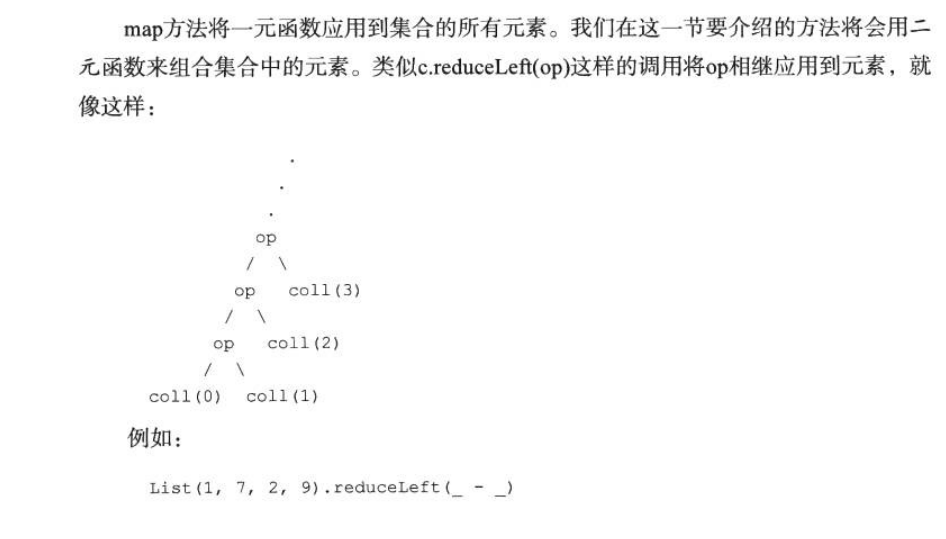 map方法将一元函数应用到集合的所有元素。我们在这一节要介绍的方法将会用二
元函数来组合集合中的元素。类似c.reduceLeft(op)这样的调用将op相继应用到元素，就
像这样：
.
.
.
op
/ \
op coll(3)
/ \
op coll(2)
/ \
coll(0) coll(1)
例如：
List(1, 7, 2, 9).reduceLeft(_ - _)